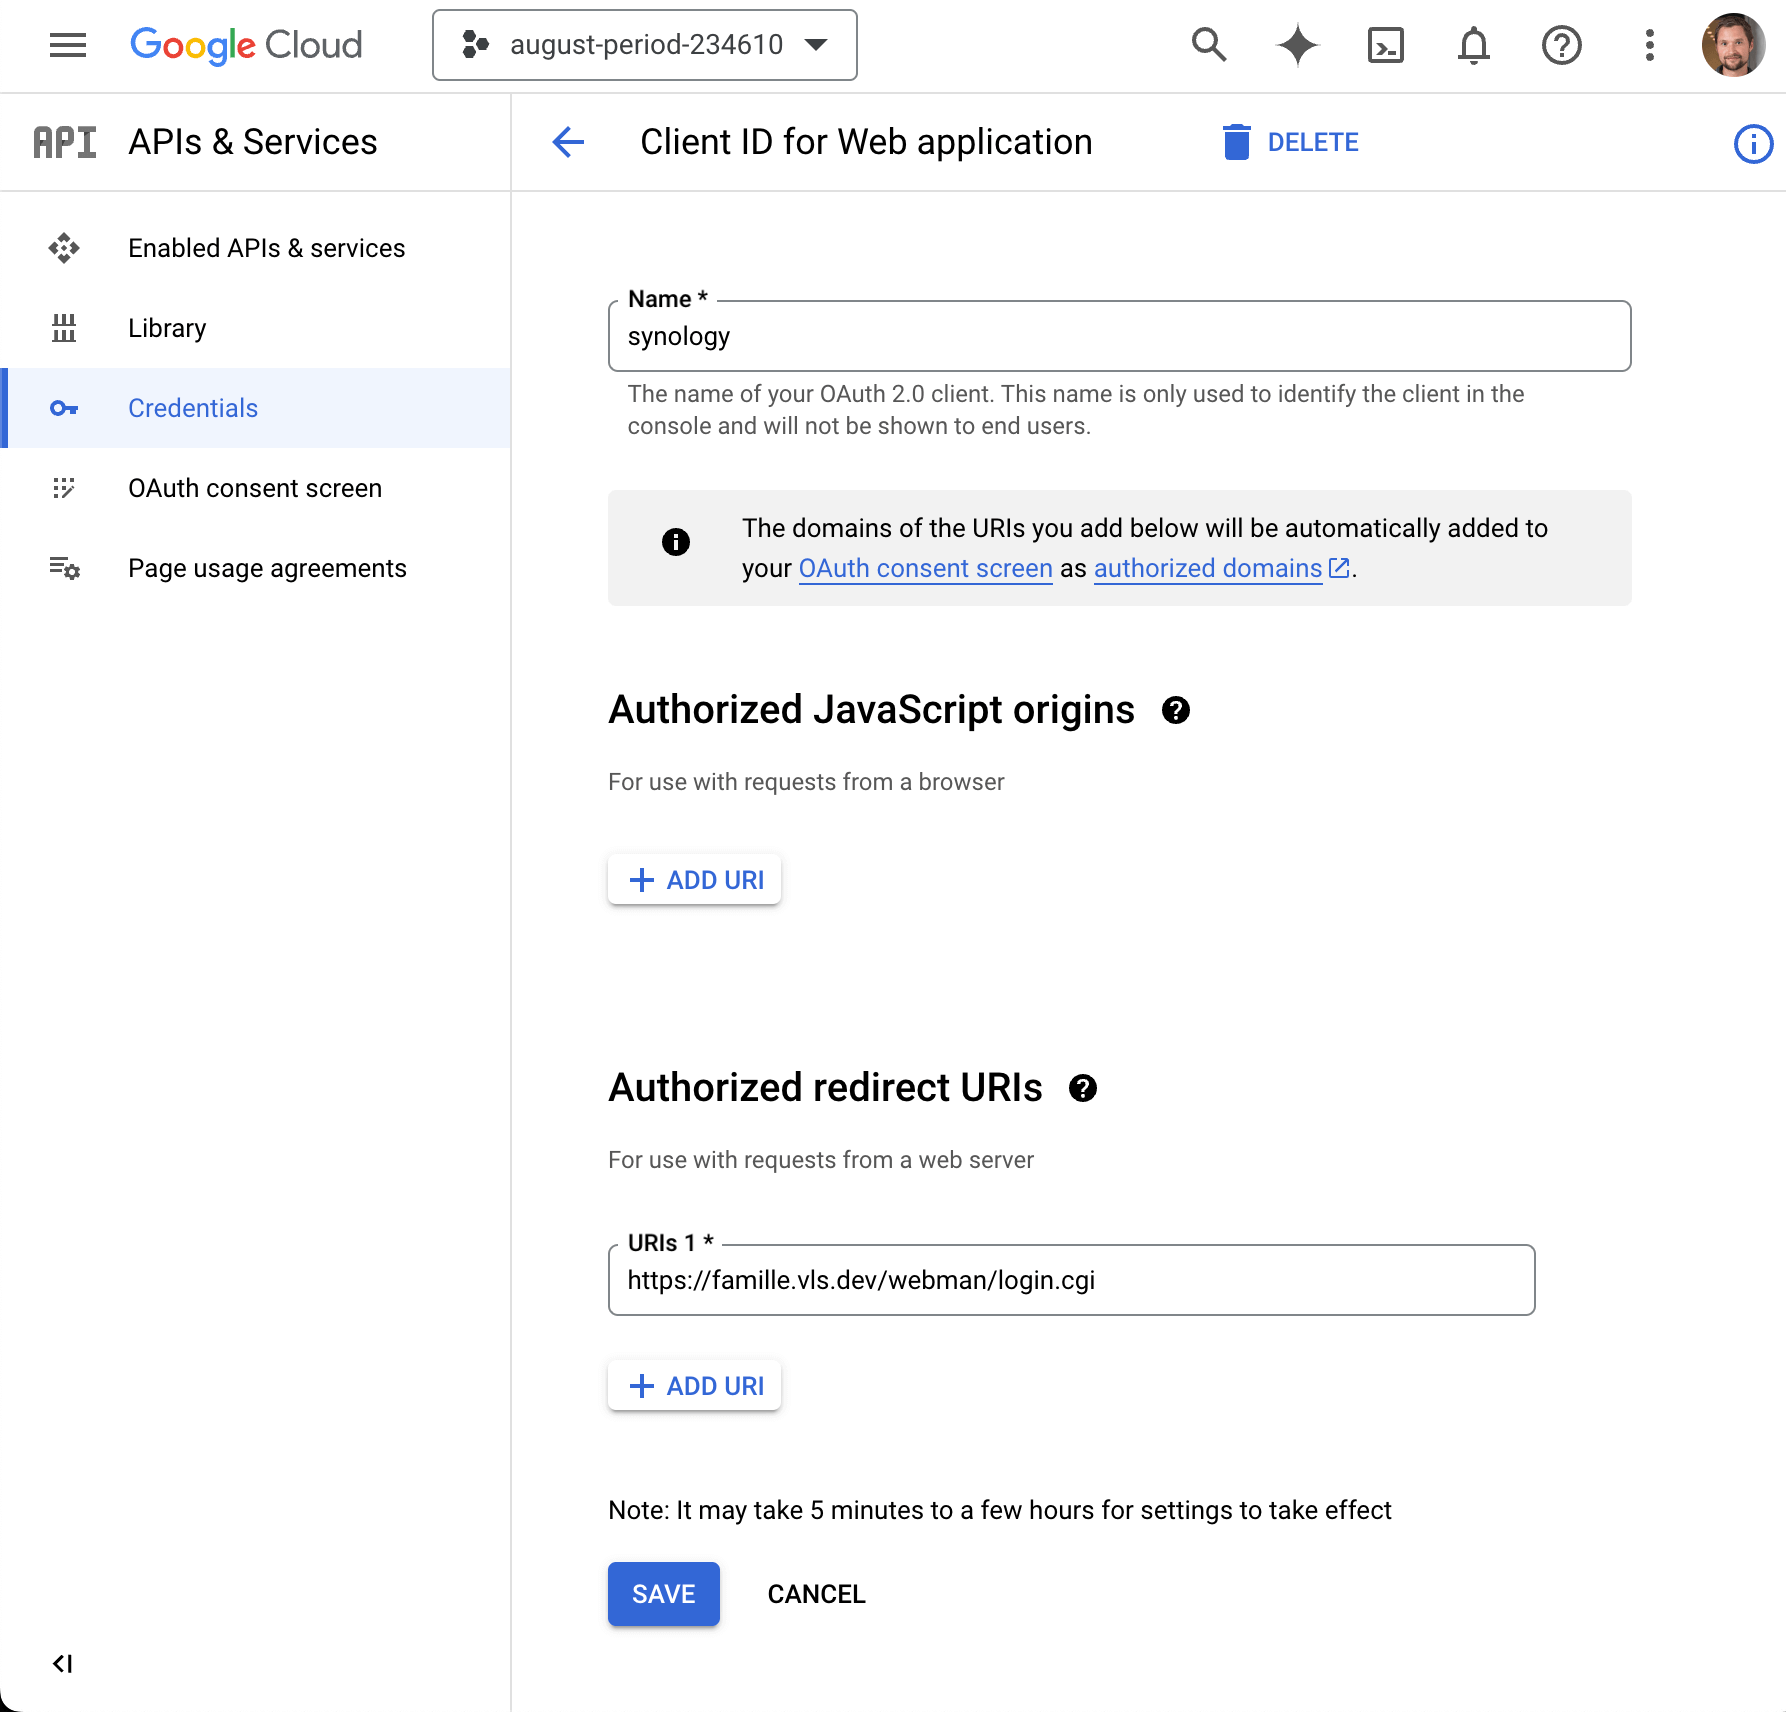 Google Cloud
august-period-234610
API
APIs & Services
Client ID for Web application
DELETE
Enabled APIs & services
Library
Credentials
OAuth consent screen
Page usage agreements
Name *
synology
The name of your OAuth 2.0 client. This name is only used to identify the client in the
console and will not be shown to end users.
The domains of the URIs you add below will be automatically added to
your OAuth consent screen as authorized domains.
Authorized JavaScript origins
For use with requests from a browser
ADD URI
Authorized redirect URIs
For use with requests from a web server
URIs 1 *
https://famille.vls.dev/webman/login.cgi
ADD URI
Note: It may take 5 minutes to a few hours for settings to take effect
SAVE
CANCEL